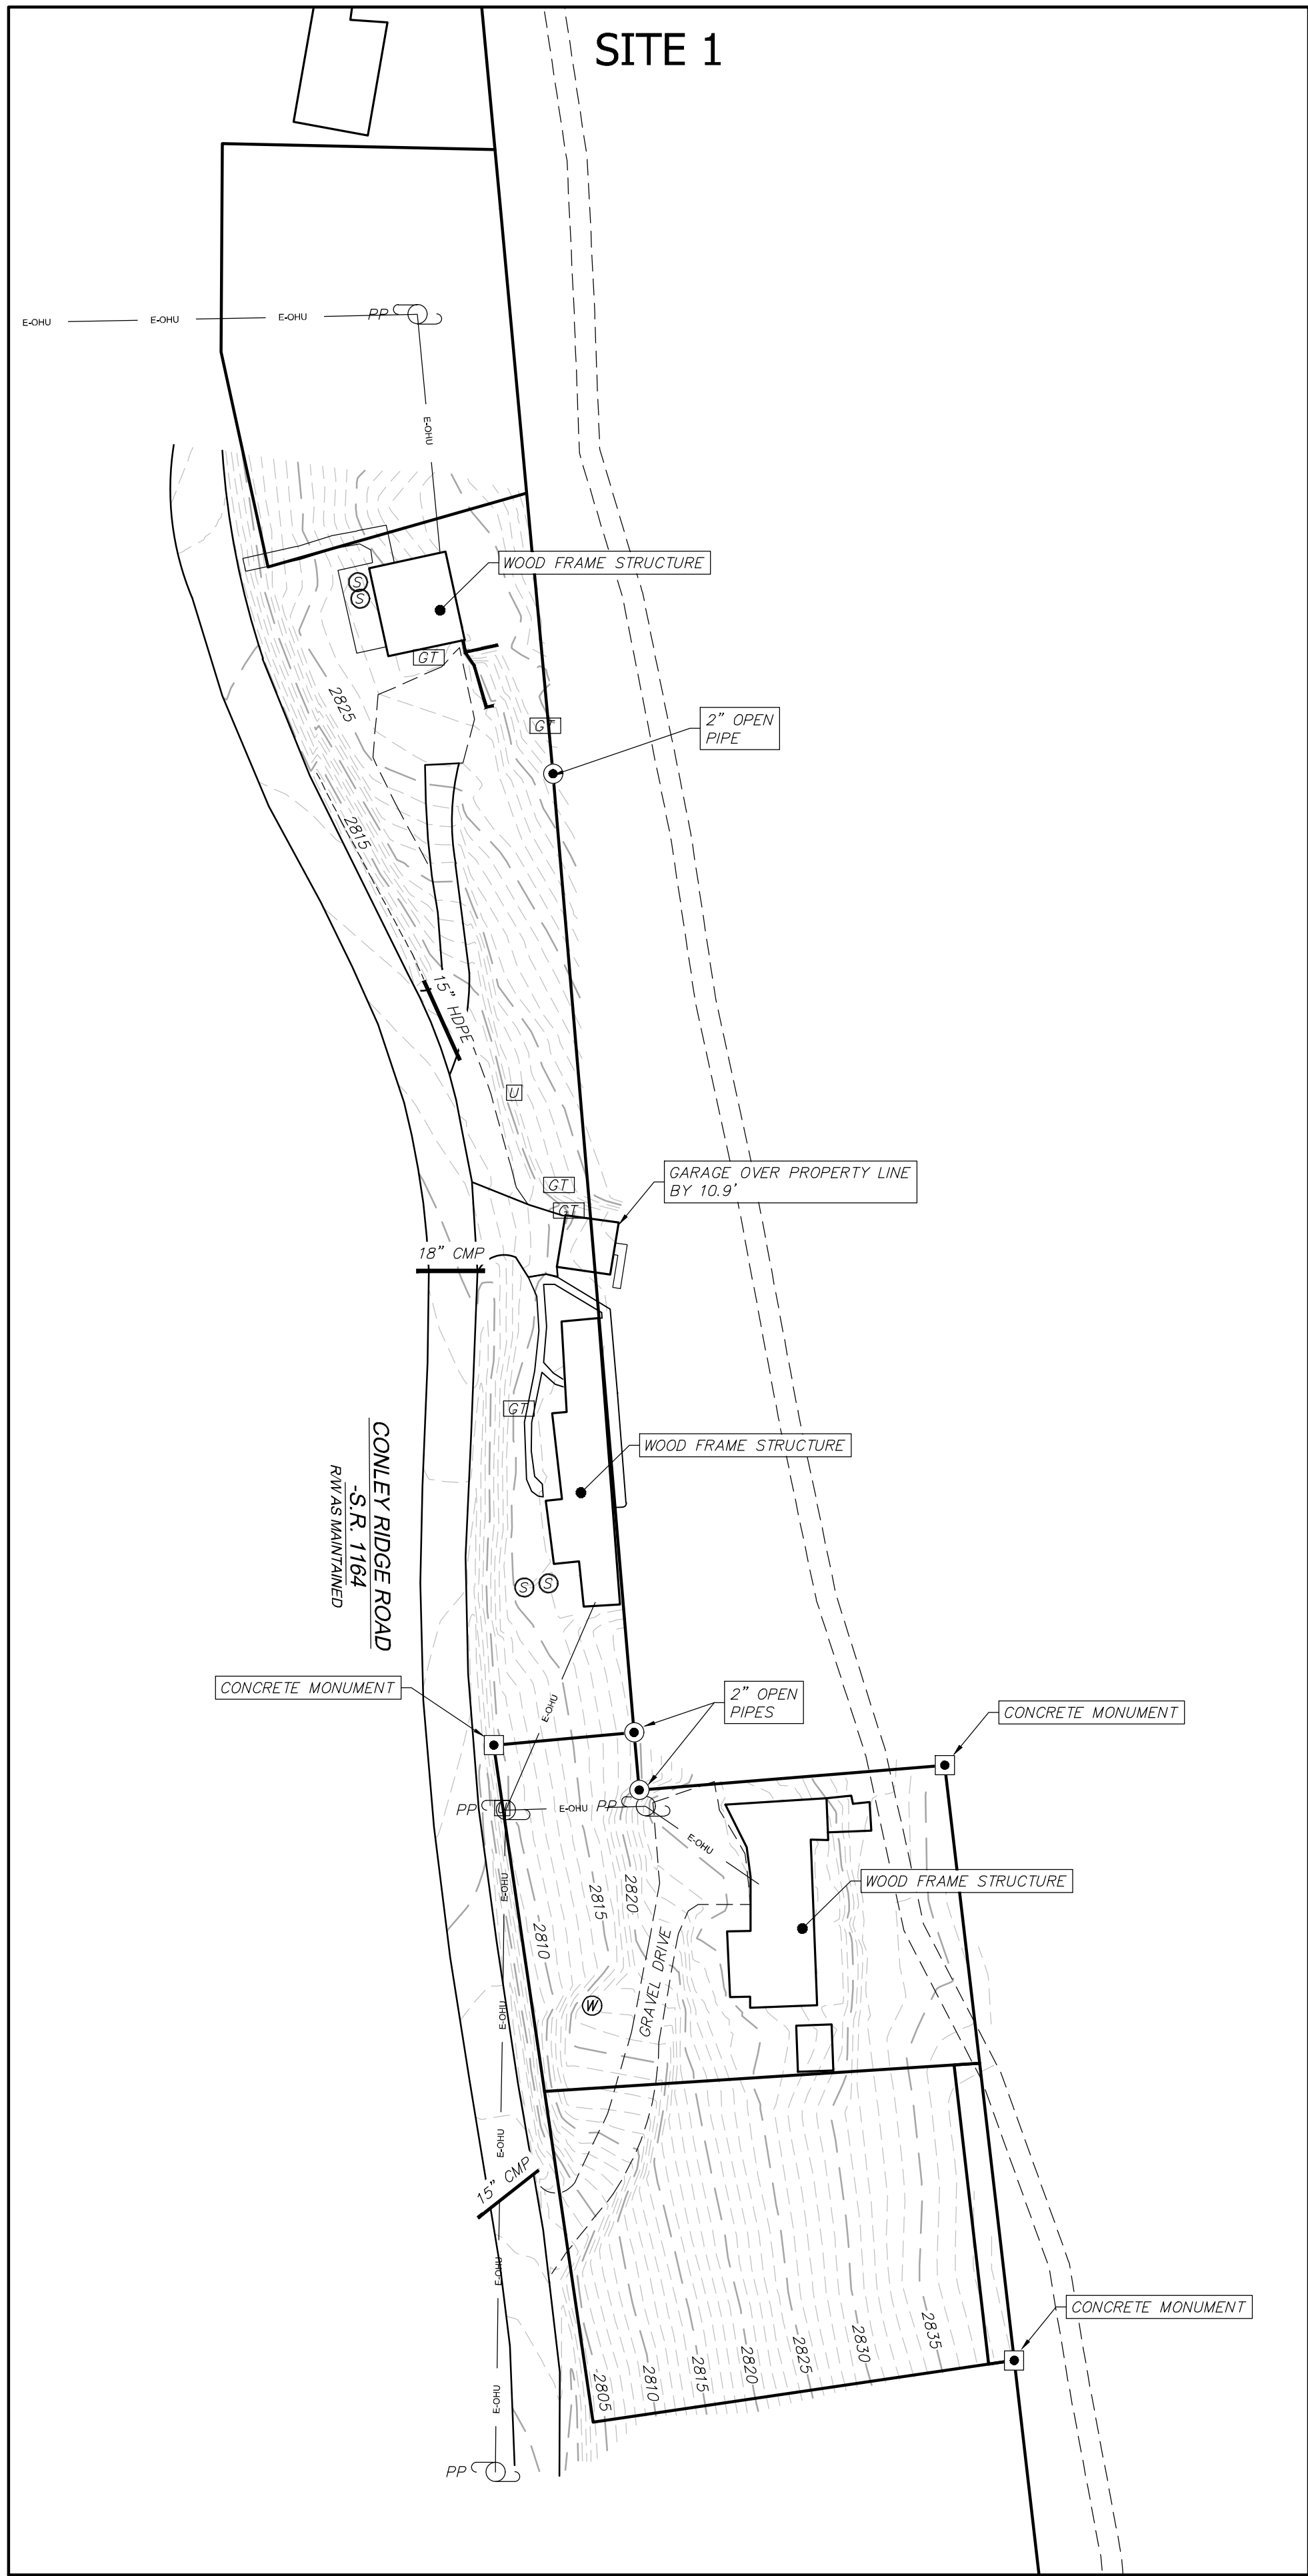 SITE 1
E-OHU
E-OHU
E-OHU
PP
E-OHU
WOOD FRAME STRUCTURE
S
S
GT
2825
2" OPEN
PIPE
GT
2815
15" HDPE
U
GARAGE OVER PROPERTY LINE
BY 10.9'
GT
GT
18" CMP
GT
WOOD FRAME STRUCTURE
CONLEY RIDGE ROAD
-S.R. 1164
R/W AS MAINTAINED
S
S
CONCRETE MONUMENT
2" OPEN
PIPES
CONCRETE MONUMENT
E-OHU
PP
E-OHU
PP
E-OHU
WOOD FRAME STRUCTURE
E-OHU
2810
2815
2820
GRAVEL DRIVE
W
E-OHU
E-OHU
15" CMP
E-OHU
CONCRETE MONUMENT
2805
2810
2815
2820
2825
2830
2835
E-OHU
PP